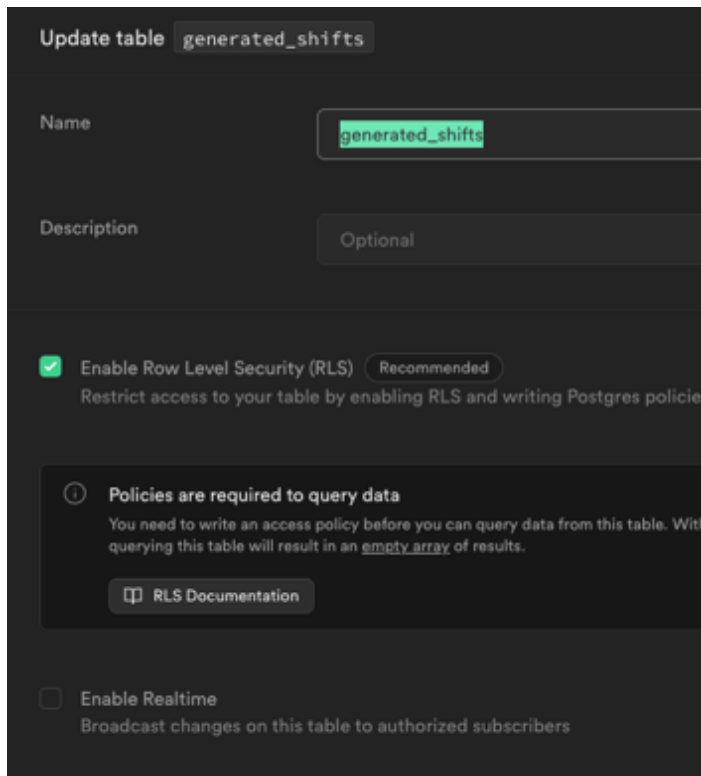 Update table generated_shifts
Name
generated_shifts
Description
Optional
Enable Row Level Security (RLS) Recommended
Restrict access to your table by enabling RLS and writing Postgres policie
Policies are required to query data
You need to write an access policy before you can query data from this table. With
querying this table will result in an empty array of results.
RLS Documentation
Enable Realtime
Broadcast changes on this table to authorized subscribers